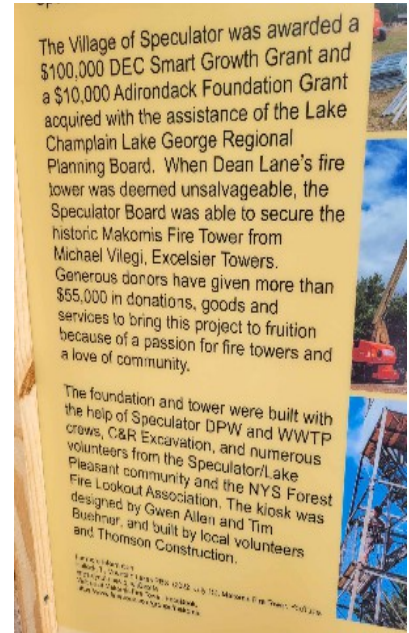 The Village of Speculator was awarded a
$100,000 DEC Smart Growth Grant and
a $10,000 Adirondack Foundation Grant
acquired with the assistance of the Lake
Champlain Lake George Regional
Planning Board. When Dean Lane's fire
tower was deemed unsalvageable, the
Speculator Board was able to secure the
historic Makomis Fire Tower from
Michael Vilegi, Excelsier Towers.
Generous donors have given more than
$55,000 in donations, goods and
services to bring this project to fruition
because of a passion for fire towers and
a love of community.
The foundation and tower were built with
the help of Speculator DPW and WWTP
crews, C&R Excavation, and numerous
volunteers from the Speculator/Lake
Pleasant community and the NYS Forest
Fire Lookout Association. The kiosk was
designed by Gwen Allen and Tim
Buehner, and built by local volunteers
and Thomson Construction.